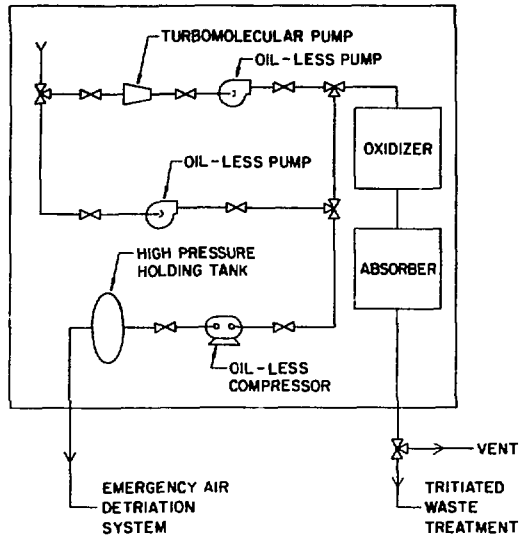 TURBOMOLECULAR PUMP
OIL-LESS PUMP
OXIDIZER
OIL-LESS PUMP
HIGH PRESSURE
HOLDING TANK
ABSORBER
OIL-LESS
COMPRESSOR
VENT
EMERGENCY AIR
DETRIATION
SYSTEM
TRITIATED
WASTE
TREATMENT